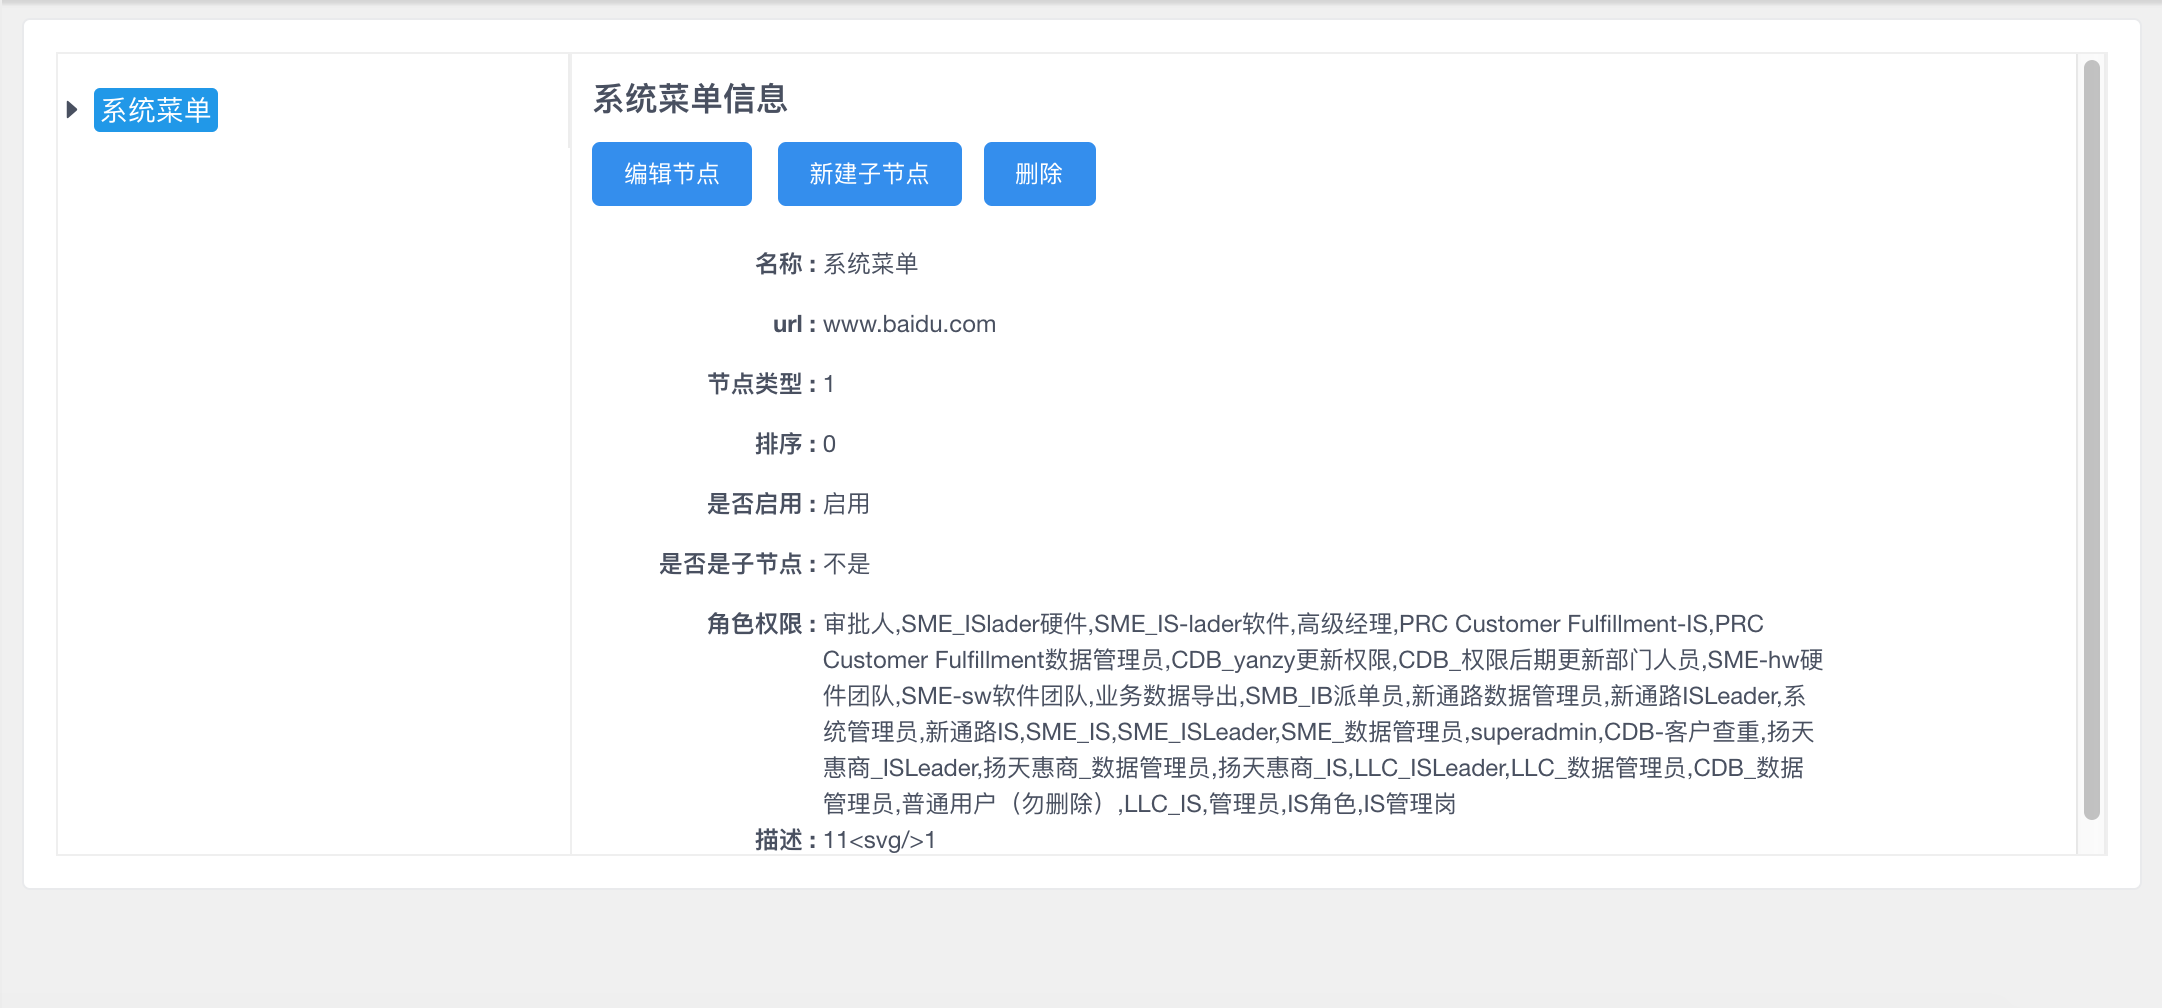 系统菜单
系统菜单信息
编辑节点 新建子节点 删除
名称 : 系统菜单
url : www.baidu.com
节点类型 : 1
排序 : 0
是否启用 : 启用
是否是子节点 : 不是
角色权限 : 审批人,SME_ISlader硬件,SME_IS-lader软件,高级经理,PRC Customer Fulfillment-IS,PRC
Customer Fulfillment数据管理员,CDB_yanzy更新权限,CDB_权限后期更新部门人员,SME-hw硬
件团队,SME-sw软件团队,业务数据导出,SMB_IB派单员,新通路数据管理员,新通路ISLeader,系
统管理员,新通路IS,SME_IS,SME_ISLeader,SME_数据管理员,superadmin,CDB-客户查重,扬天
惠商_ISLeader,扬天惠商_数据管理员,扬天惠商_IS,LLC_ISLeader,LLC_数据管理员,CDB_数据
管理员,普通用户（勿删除）,LLC_IS,管理员,IS角色,IS管理岗
描述 : 11<svg/>1